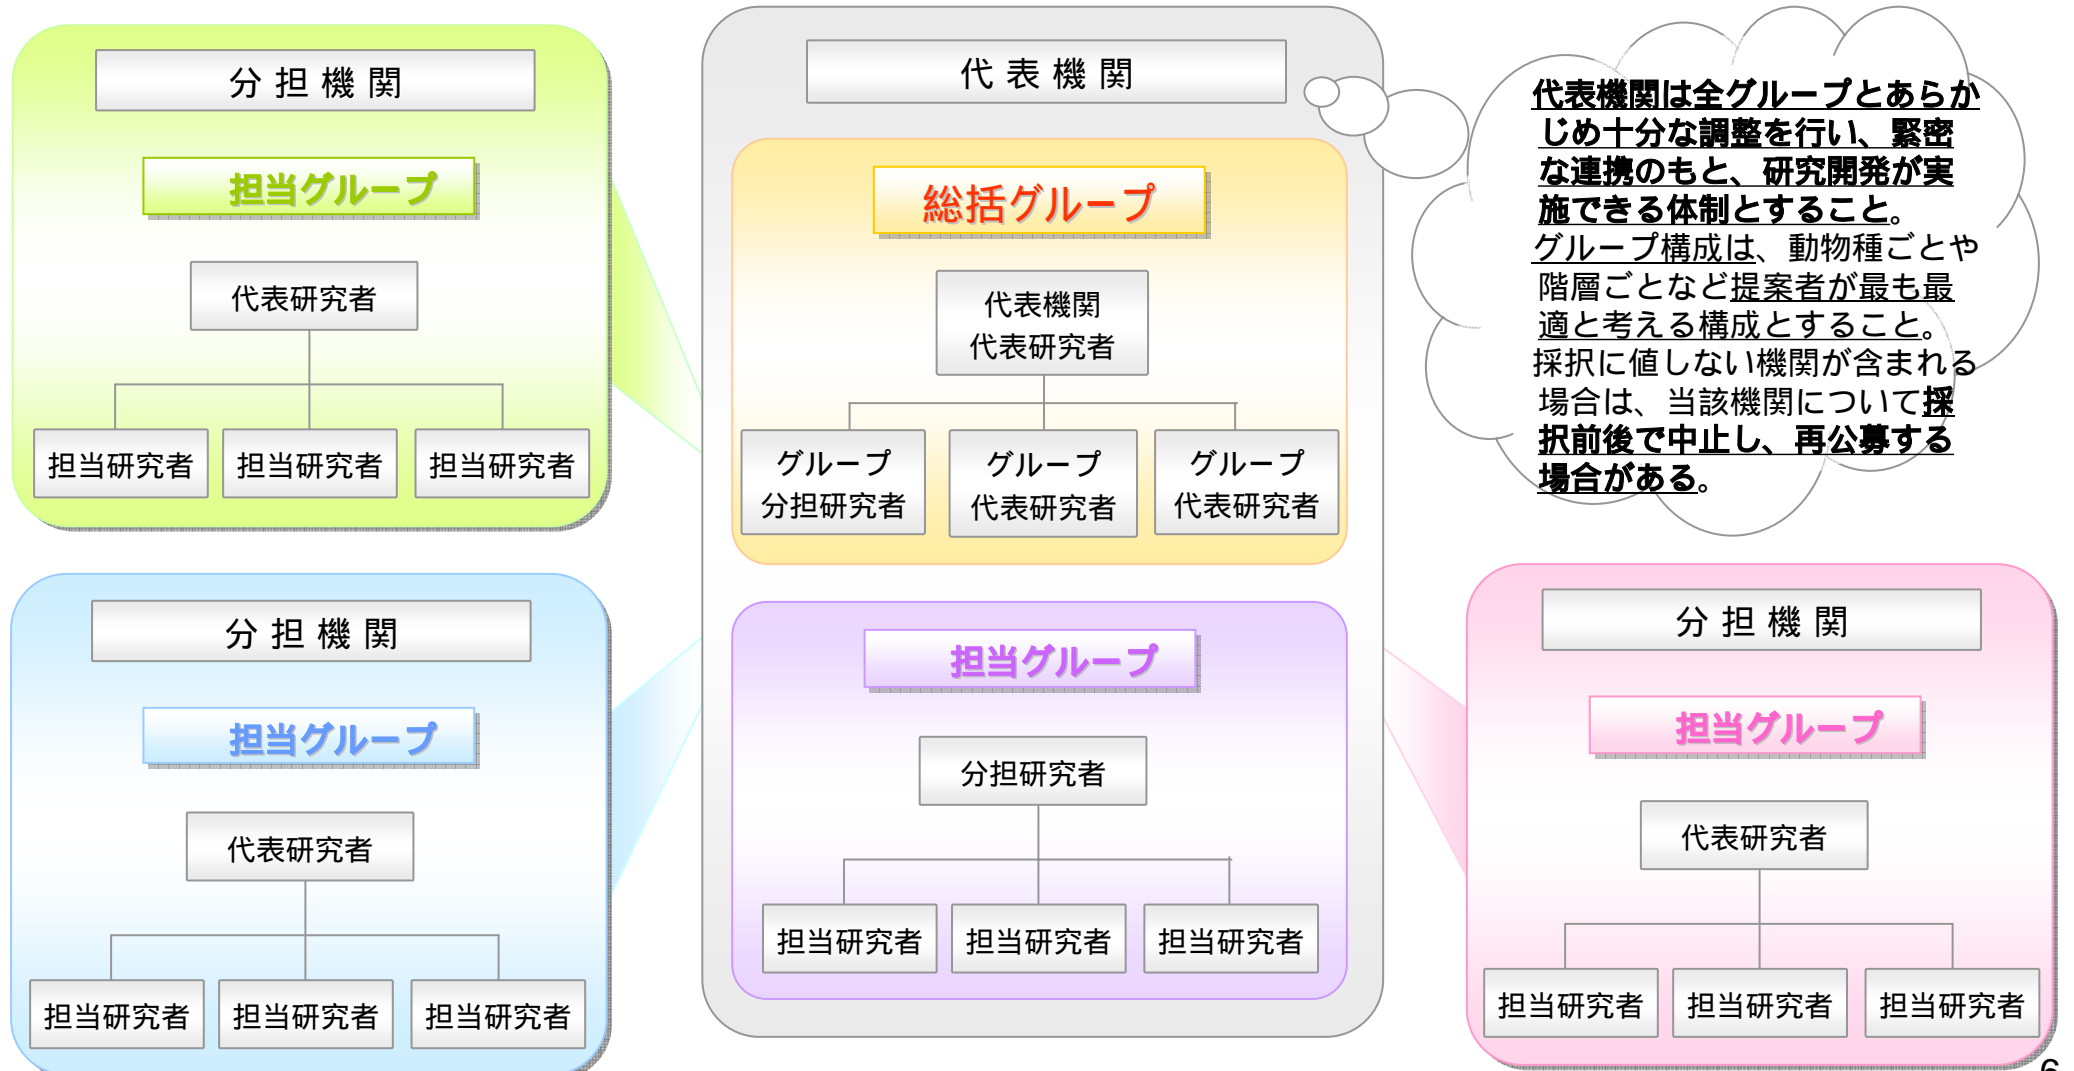 分担機関
担当グループ
代表研究者
担当研究者
担当研究者
担当研究者
代表機関
総括グループ
代表機関
代表研究者
グループ
分担研究者
グループ
代表研究者
グループ
代表研究者
代表機関は全グループとあらか
じめ十分な調整を行い、緊密
な連携のもと、研究開発が実
施できる体制とすること。
グループ構成は、動物種ごとや
階層ごとなど提案者が最も最
適と考える構成とすること。
採択に値しない機関が含まれる
場合は、当該機関について採
択前後で中止し、再公募する
場合がある。
分担機関
担当グループ
代表研究者
担当研究者
担当研究者
担当研究者
担当グループ
分担研究者
担当研究者
担当研究者
担当研究者
分担機関
担当グループ
代表研究者
担当研究者
担当研究者
担当研究者
6